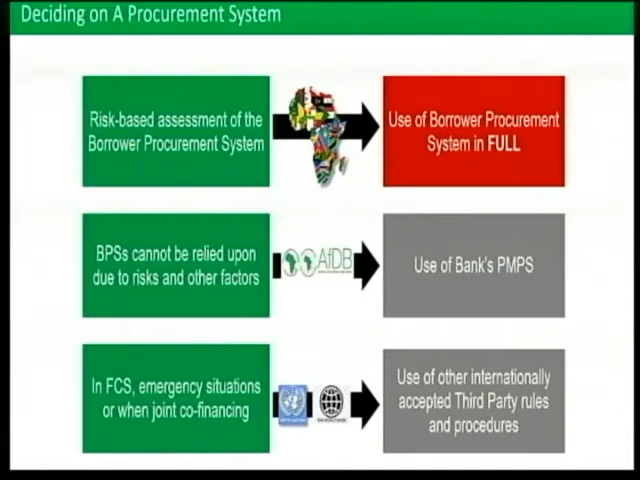 Deciding on A Procurement System
Risk-based assessment of the
Borrower Procurement System
Use of Borrower Procurement
System in FULL
BPSs cannot be relied upon
due to risks and other factors
AfDB
Use of Bank's PMPS
In FCS, emergency situations
or when joint co-financing
Use of other internationally
accepted Third Party rules
and procedures